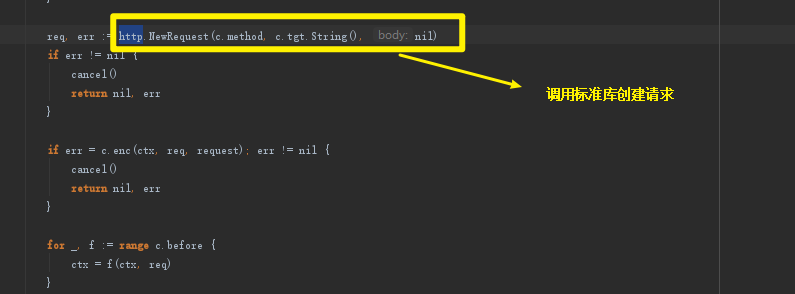 }
req, err := http.NewRequest(c.method, c.tgt.String(), body: nil)
if err != nil {
cancel()
return nil, err
}
调用标准库创建请求
if err = c.enc(ctx, req, request); err != nil {
cancel()
return nil, err
}
for _, f := range c.before {
ctx = f(ctx, req)
}